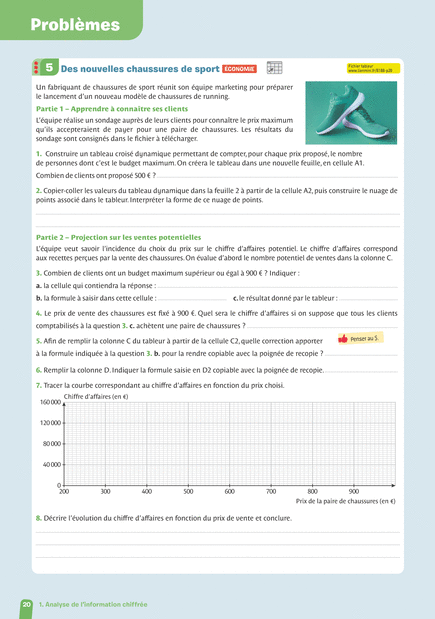 Problèmes
5 Des nouvelles chaussures de sport ÉCONOMIE
Fichier tableur
Un fabriquant de chaussures de sport réunit son équipe marketing pour préparer
le lancement d'un nouveau modèle de chaussures de running.
Partie 1 – Apprendre à connaitre ses clients
L'équipe réalise un sondage auprès de leurs clients pour connaître le prix maximum
qu'ils accepteraient de payer pour une paire de chaussures. Les résultats du
sondage sont consignés dans le fichier à télécharger.
1. Construire un tableau croisé dynamique permettant de compter, pour chaque prix proposé, le nombre
de personnes dont c'est le budget maximum. On créera le tableau dans une nouvelle feuille, en cellule A1.
Combien de clients ont proposé 500 € ?
2. Copier-coller les valeurs du tableau dynamique dans la feuille 2 à partir de la cellule A2, puis construire le nuage de
points associé dans le tableur. Interpréter la forme de ce nuage de points.
Partie 2 – Projection sur les ventes potentielles
L'équipe veut savoir l'incidence du choix du prix sur le chiffre d'affaires potentiel. Le chiffre d'affaires correspond
aux recettes perçues par la vente des chaussures. On évalue d'abord le nombre potentiel de ventes dans la colonne C.
3. Combien de clients ont un budget maximum supérieur ou égal à 900 € ? Indiquer :
a. la cellule qui contiendra la réponse :
b. la formule à saisir dans cette cellule : c. le résultat donné par le tableur :
4. Le prix de vente des chaussures est fixé à 900 €. Quel sera le chiffre d'affaires si on suppose que tous les clients
comptabilisés à la question 3. c. achètent une paire de chaussures ?
5. Afin de remplir la colonne C du tableur à partir de la cellule C2, quelle correction apporter
Penser au $.
à la formule indiquée à la question 3. b. pour la rendre copiable avec la poignée de recopie ?
6. Remplir la colonne D. Indiquer la formule saisie en D2 copiable avec la poignée de recopie.
7. Tracer la courbe correspondant au chiffre d'affaires en fonction du prix choisi.
Chiffre d'affaires (en €)
160 000
120 000
80 000
40 000
0
200 300 400 500 600 700 800 900
Prix de la paire de chaussures (en €)
8. Décrire l'évolution du chiffre d'affaires en fonction du prix de vente et conclure.
20 1. Analyse de l'information chiffrée